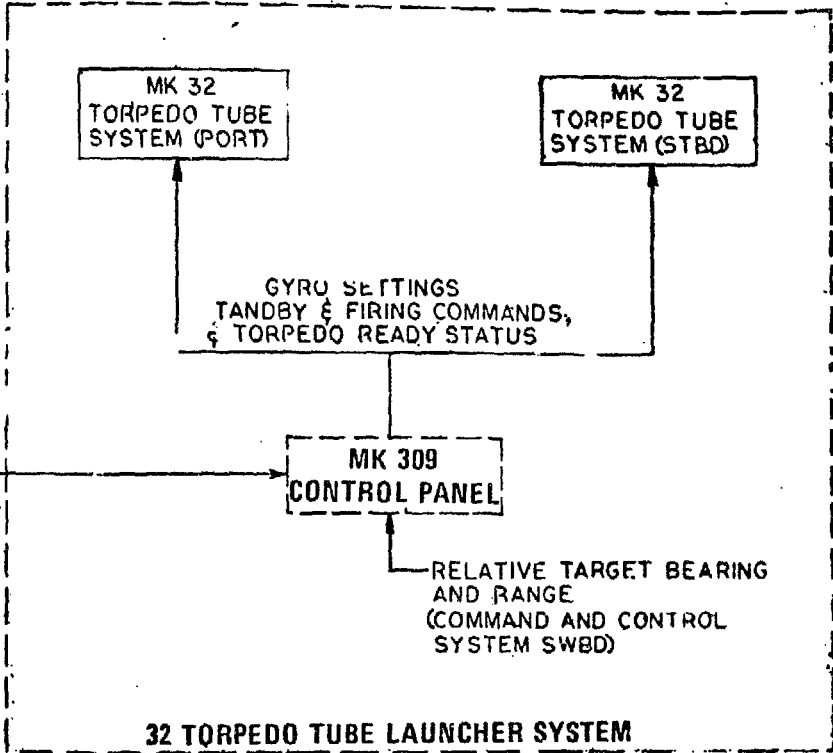 MK 32
TORPEDO TUBE
SYSTEM (PORT)
MK 32
TORPEDO TUBE
SYSTEM (STBD)
GYRO SETTINGS
TANDBY & FIRING COMMANDS,
& TORPEDO READY STATUS
MK 309
CONTROL PANEL
RELATIVE TARGET BEARING
AND RANGE
(COMMAND AND CONTROL
SYSTEM SWBD)
32 TORPEDO TUBE LAUNCHER SYSTEM